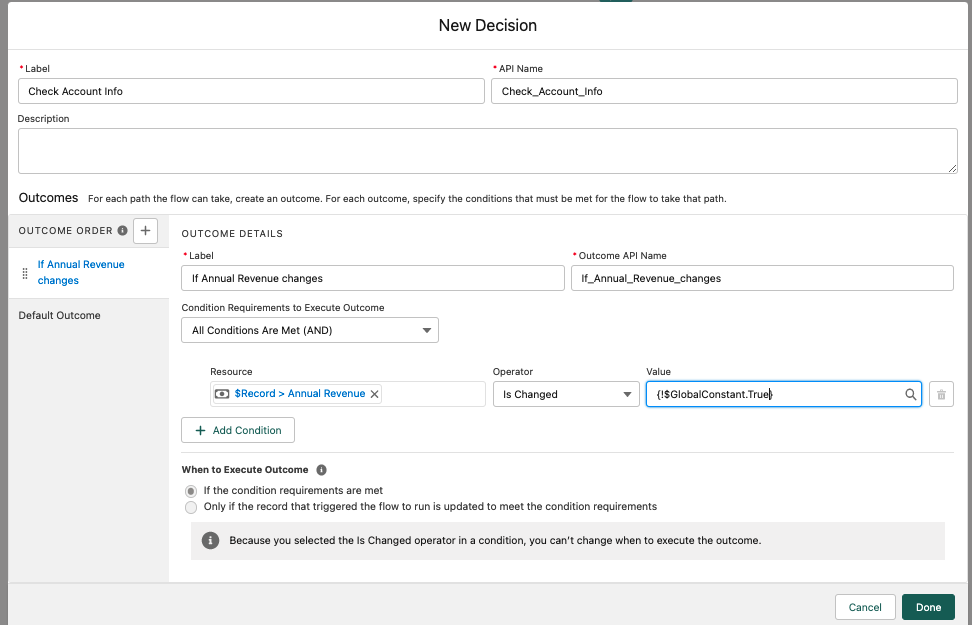 New Decision
*Label
*API Name
Check Account Info
Check_Account_Info
Description
Outcomes For each path the flow can take, create an outcome. For each outcome, specify the conditions that must be met for the flow to take that path.
OUTCOME ORDER
OUTCOME DETAILS
If Annual Revenue changes
Default Outcome
*Label
*Outcome API Name
If Annual Revenue changes
If_Annual_Revenue_changes
Condition Requirements to Execute Outcome
All Conditions Are Met (AND)
Resource
Operator
Value
$Record > Annual Revenue
Is Changed
{!$GlobalConstant.True}
Add Condition
When to Execute Outcome
If the condition requirements are met
Only if the record that triggered the flow to run is updated to meet the condition requirements
Because you selected the Is Changed operator in a condition, you can't change when to execute the outcome.
Cancel
Done